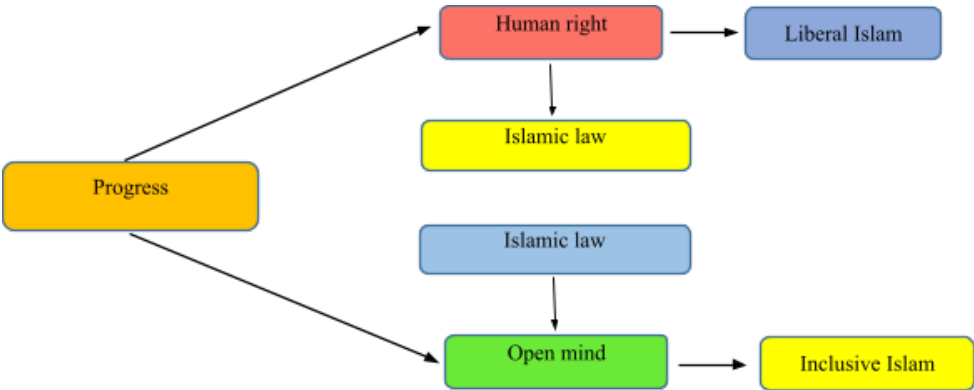 Human right
Liberal Islam
Islamic law
Progress
Islamic law
Open mind
Inclusive Islam